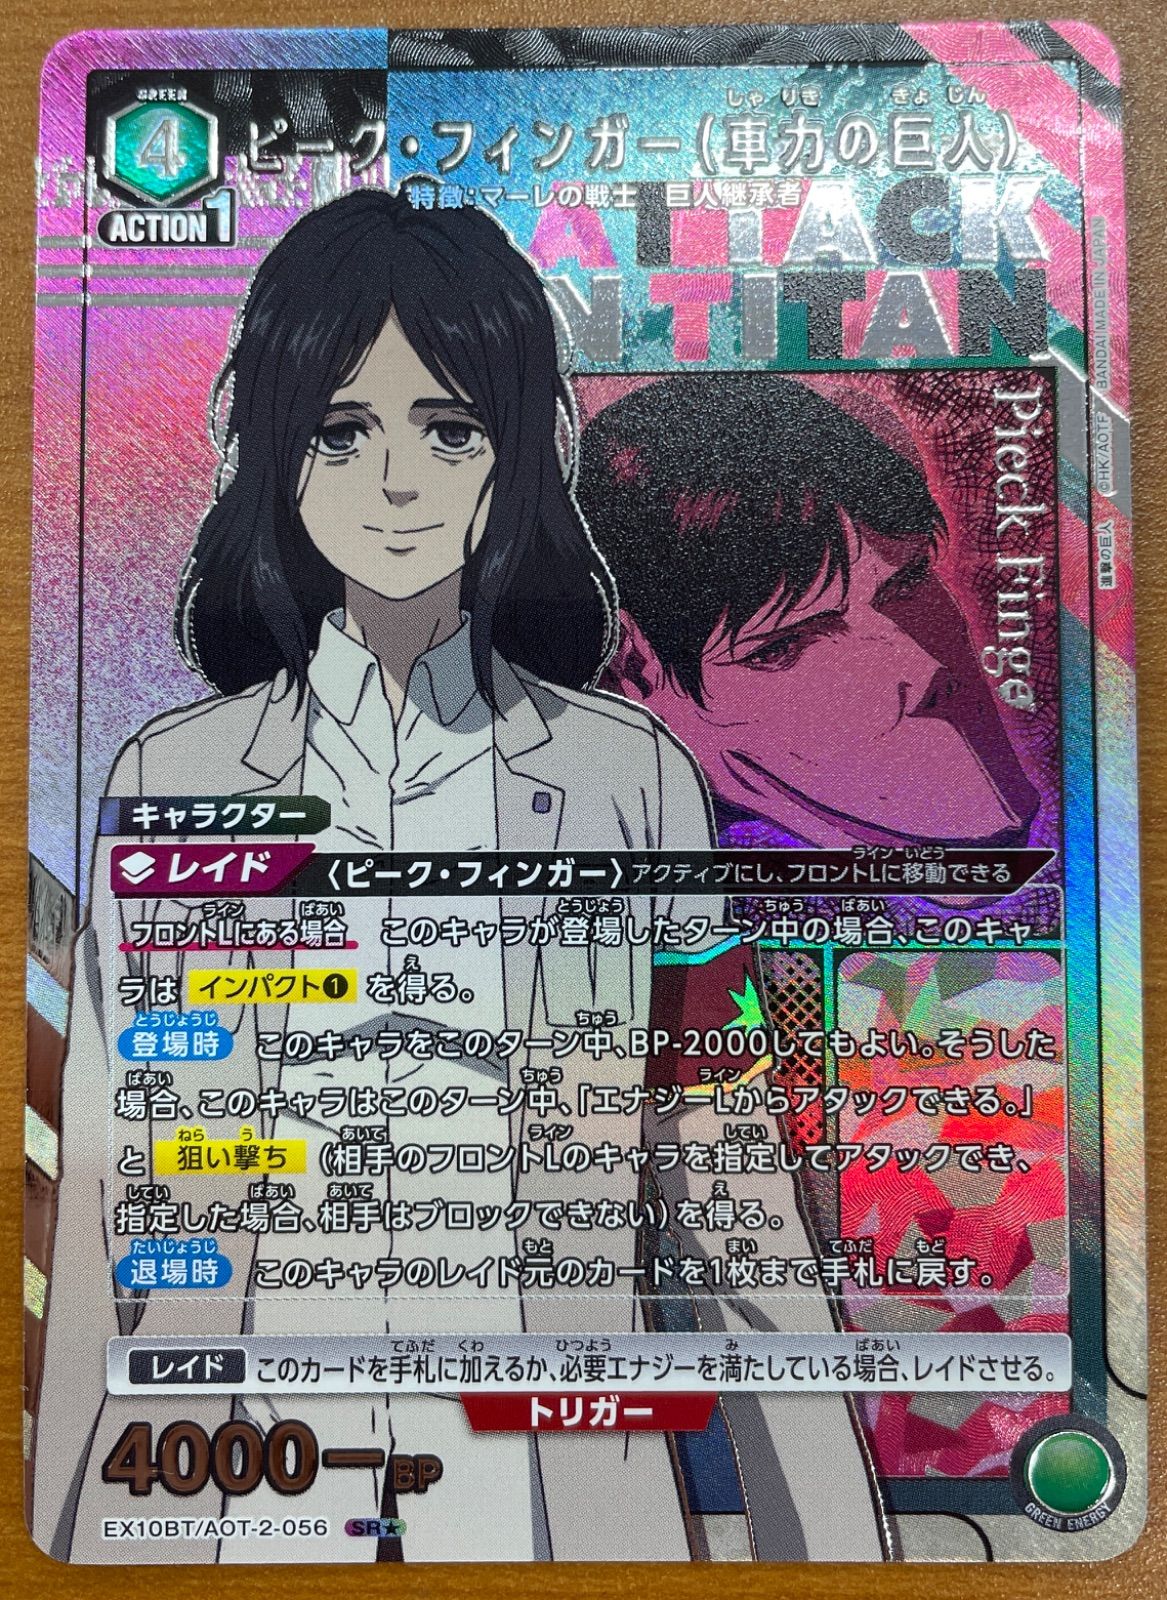 GREEN
4
ACTION 1
ピーク・フィンガー(車力の巨人)
しゃ りき きょ じん
特徴:マーレの戦士 巨人継承者
ATTACK
ON TITAN
Pieck Finger
©HK/AOTF BANDAI MADE IN JAPAN
進撃の巨人
キャラクター
レイド 〈ピーク・フィンガー〉アクティブにし、フロントLに移動できる
ライン いどう
ライン ばあい とうじょう ちゅう ばあい
フロントLにある場合 このキャラが登場したターン中の場合、このキャ
え
ラは インパクト❶ を得る。
とうじょうじ ちゅう
登場時 このキャラをこのターン中、BP-2000してもよい。そうした
ばあい ちゅう ライン
場合、このキャラはこのターン中、「エナジーLからアタックできる。」
ねら う あいて ライン してい
と 狙い撃ち (相手のフロントLのキャラを指定してアタックでき、
してい ばあい あいて え
指定した場合、相手はブロックできない)を得る。
たいじょうじ もと まい てふだ もど
退場時 このキャラのレイド元のカードを1枚まで手札に戻す。
てふだ くわ ひつよう み ばあい
レイド このカードを手札に加えるか、必要エナジーを満たしている場合、レイドさせる。
トリガー
4000 BP
EX10BT/AOT-2-056 SR★
GREEN ENERGY